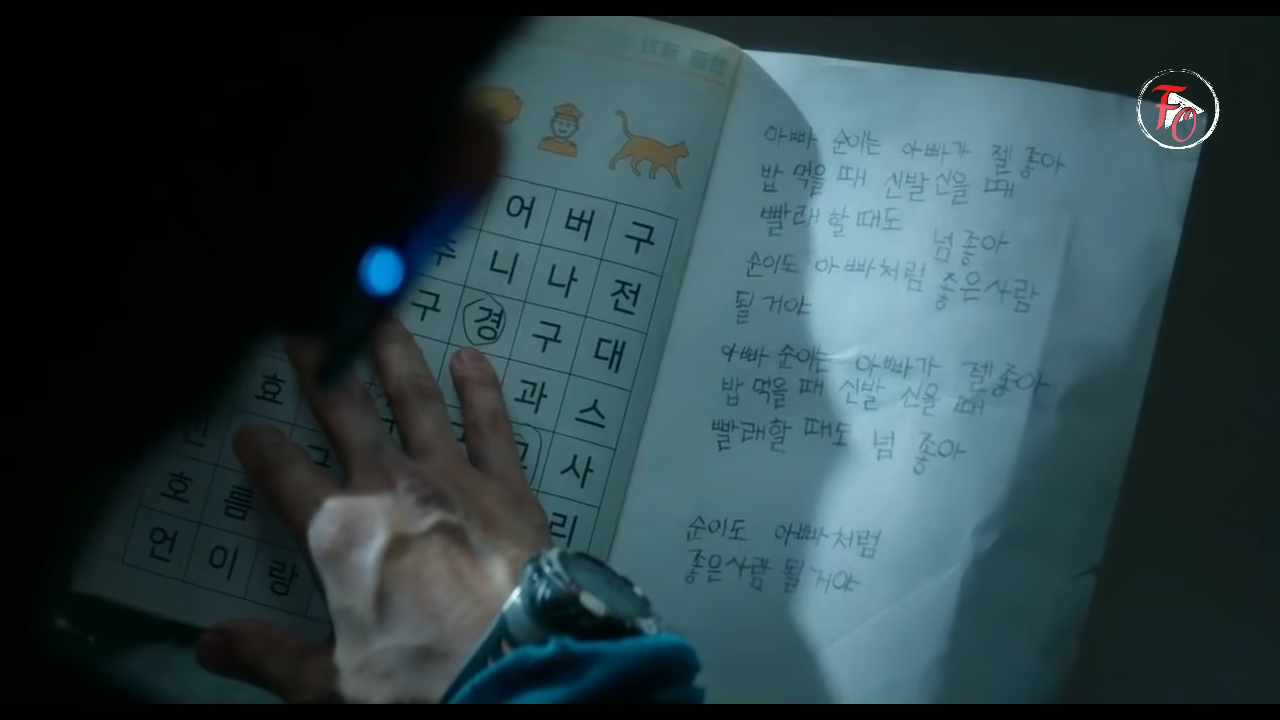 어 버 구
주 니 나 전
구 경 구 대
효 과 스
사
호 름 리
언 이 랑
아빠 순이는 아빠가 젤 좋아
밥 먹을 때 신발 신을 때
빨래 할 때도 넘 좋아
순이도 아빠처럼 좋은사람
될 거야
아빠 순이는 아빠가 젤 좋아
밥 먹을 때 신발 신을 때
빨래할 때도 넘 좋아
순이도 아빠처럼
좋은사람 될 거야
FO